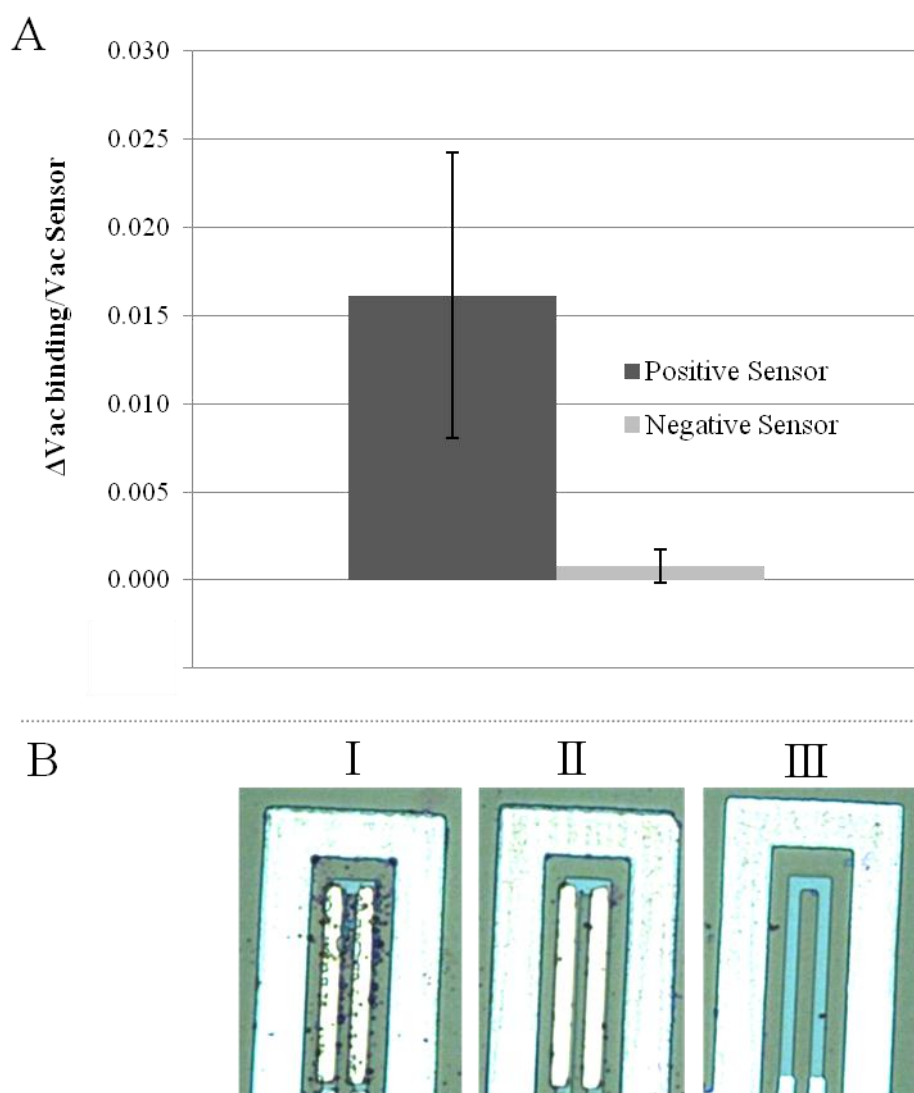 A
0.030
0.025
0.020
0.015
0.010
0.005
0.000
ΔVac binding/Vac Sensor
Positive Sensor
Negative Sensor
B
I II III